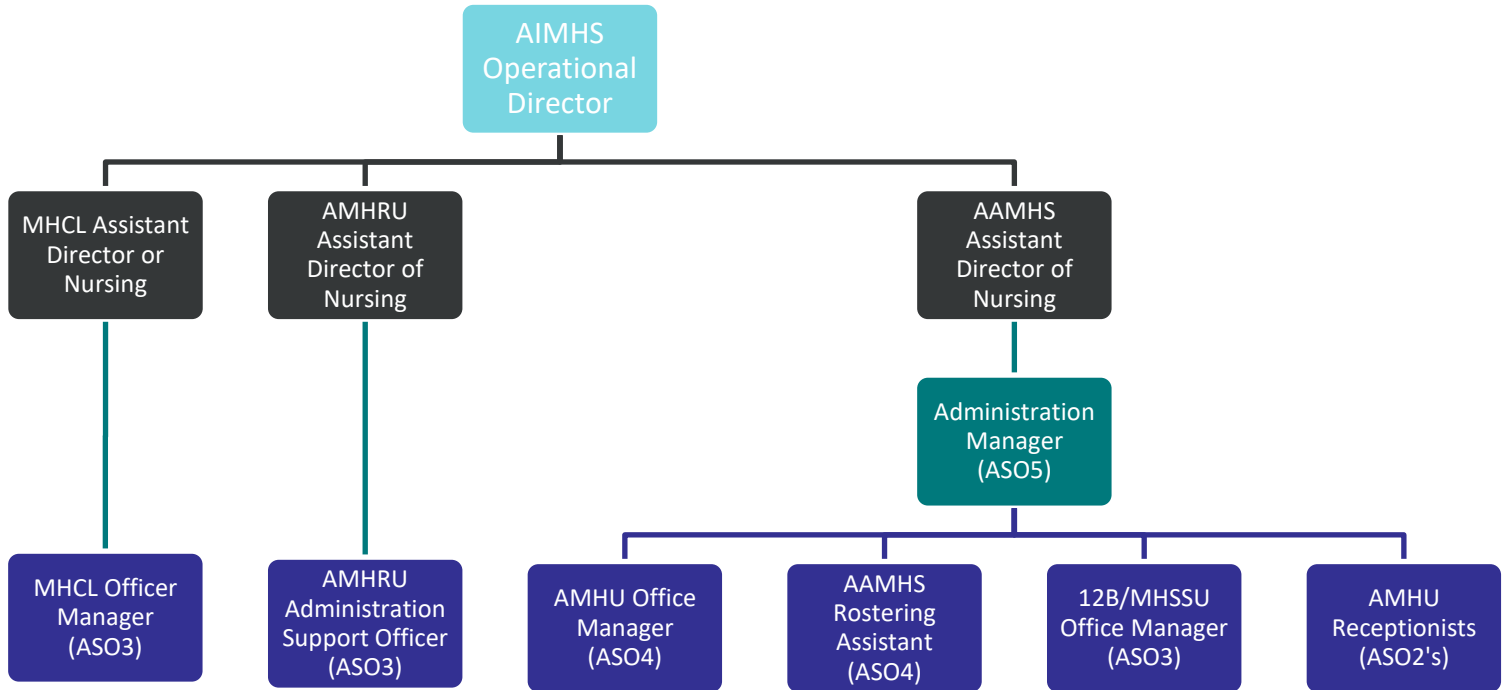 AIMHS
Operational
Director
MHCL Assistant
Director or
Nursing
AMHRU
Assistant
Director of
Nursing
AAMHS
Assistant
Director of
Nursing
Administration
Manager
(ASO5)
MHCL Officer
Manager
(ASO3)
AMHRU
Administration
Support Officer
(ASO3)
AMHU Office
Manager
(ASO4)
AAMHS
Rostering
Assistant
(ASO4)
12B/MHSSU
Office Manager
(ASO3)
AMHU
Receptionists
(ASO2's)